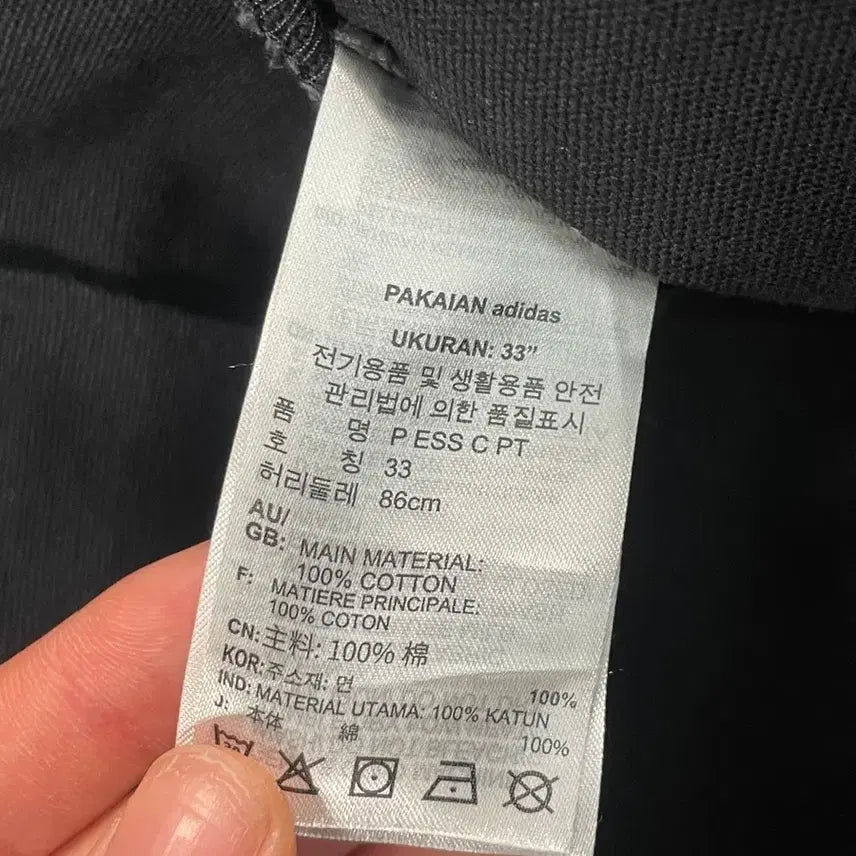 PAKAIAN adidas
UKURAN: 33”
전기용품 및 생활용품 안전
관리법에 의한 품질표시
품 명 P ESS C PT
호 칭 33
허리둘레 86cm
AU/
GB: MAIN MATERIAL:
100% COTTON
F: MATIERE PRINCIPALE:
100% COTON
CN: 主料: 100% 棉
KOR: 주소재: 면 100%
IND: MATERIAL UTAMA: 100% KATUN
J: 本体 綿 100%